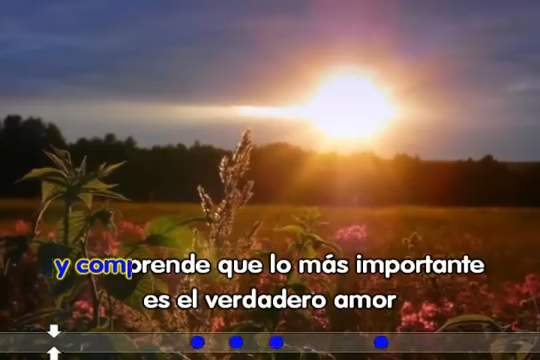 y comprende que lo más importante
es el verdadero amor